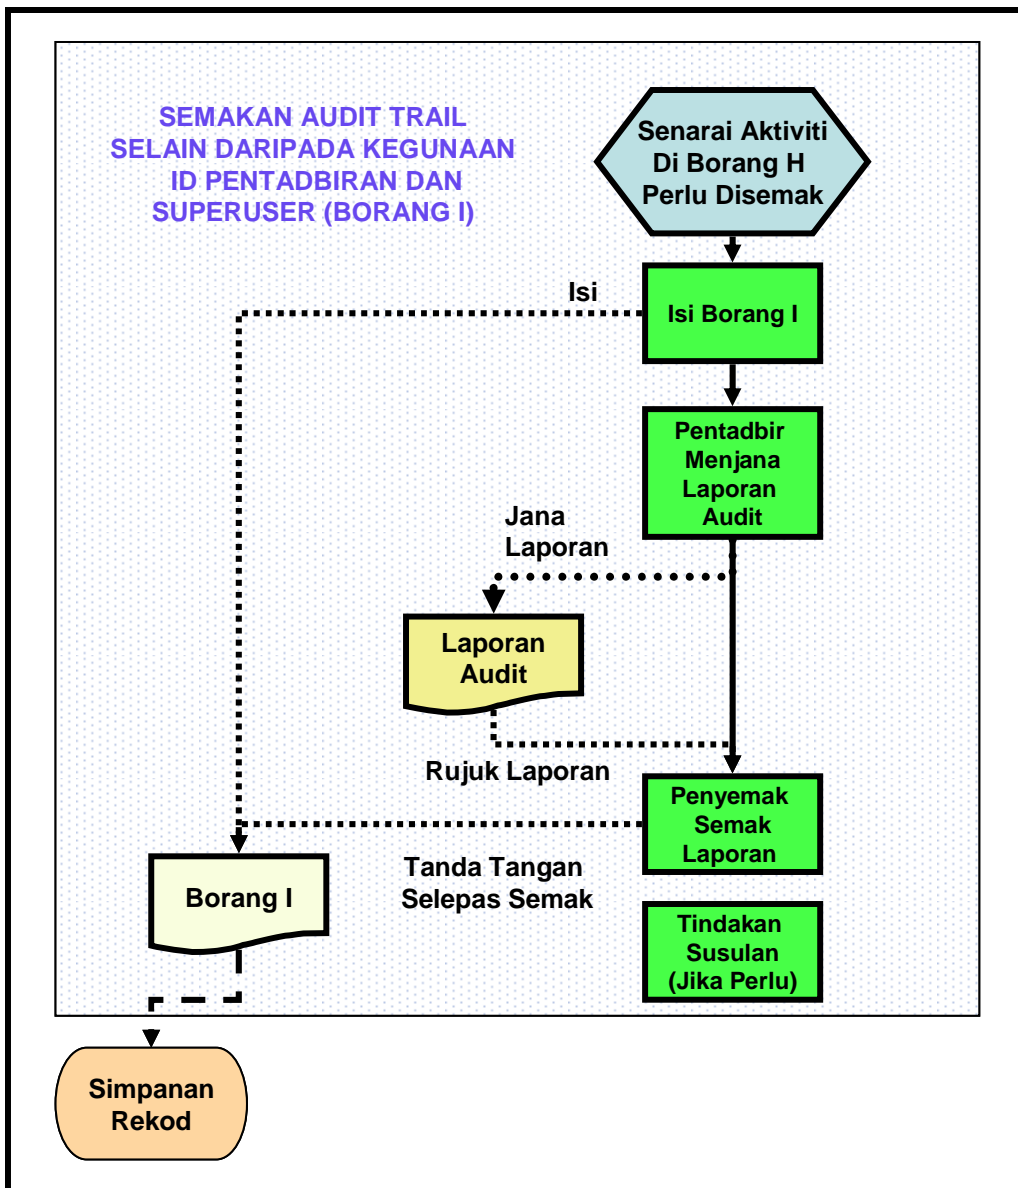 SEMAKAN AUDIT TRAIL
SELAIN DARIPADA KEGUNAAN
ID PENTADBIRAN DAN
SUPERUSER (BORANG I)
Senarai Aktiviti
Di Borang H
Perlu Disemak
Isi
Isi Borang I
Pentadbir
Menjana
Laporan
Audit
Jana
Laporan
Laporan
Audit
Rujuk Laporan
Penyemak
Semak
Laporan
Tanda Tangan
Selepas Semak
Borang I
Tindakan
Susulan
(Jika Perlu)
Simpanan
Rekod